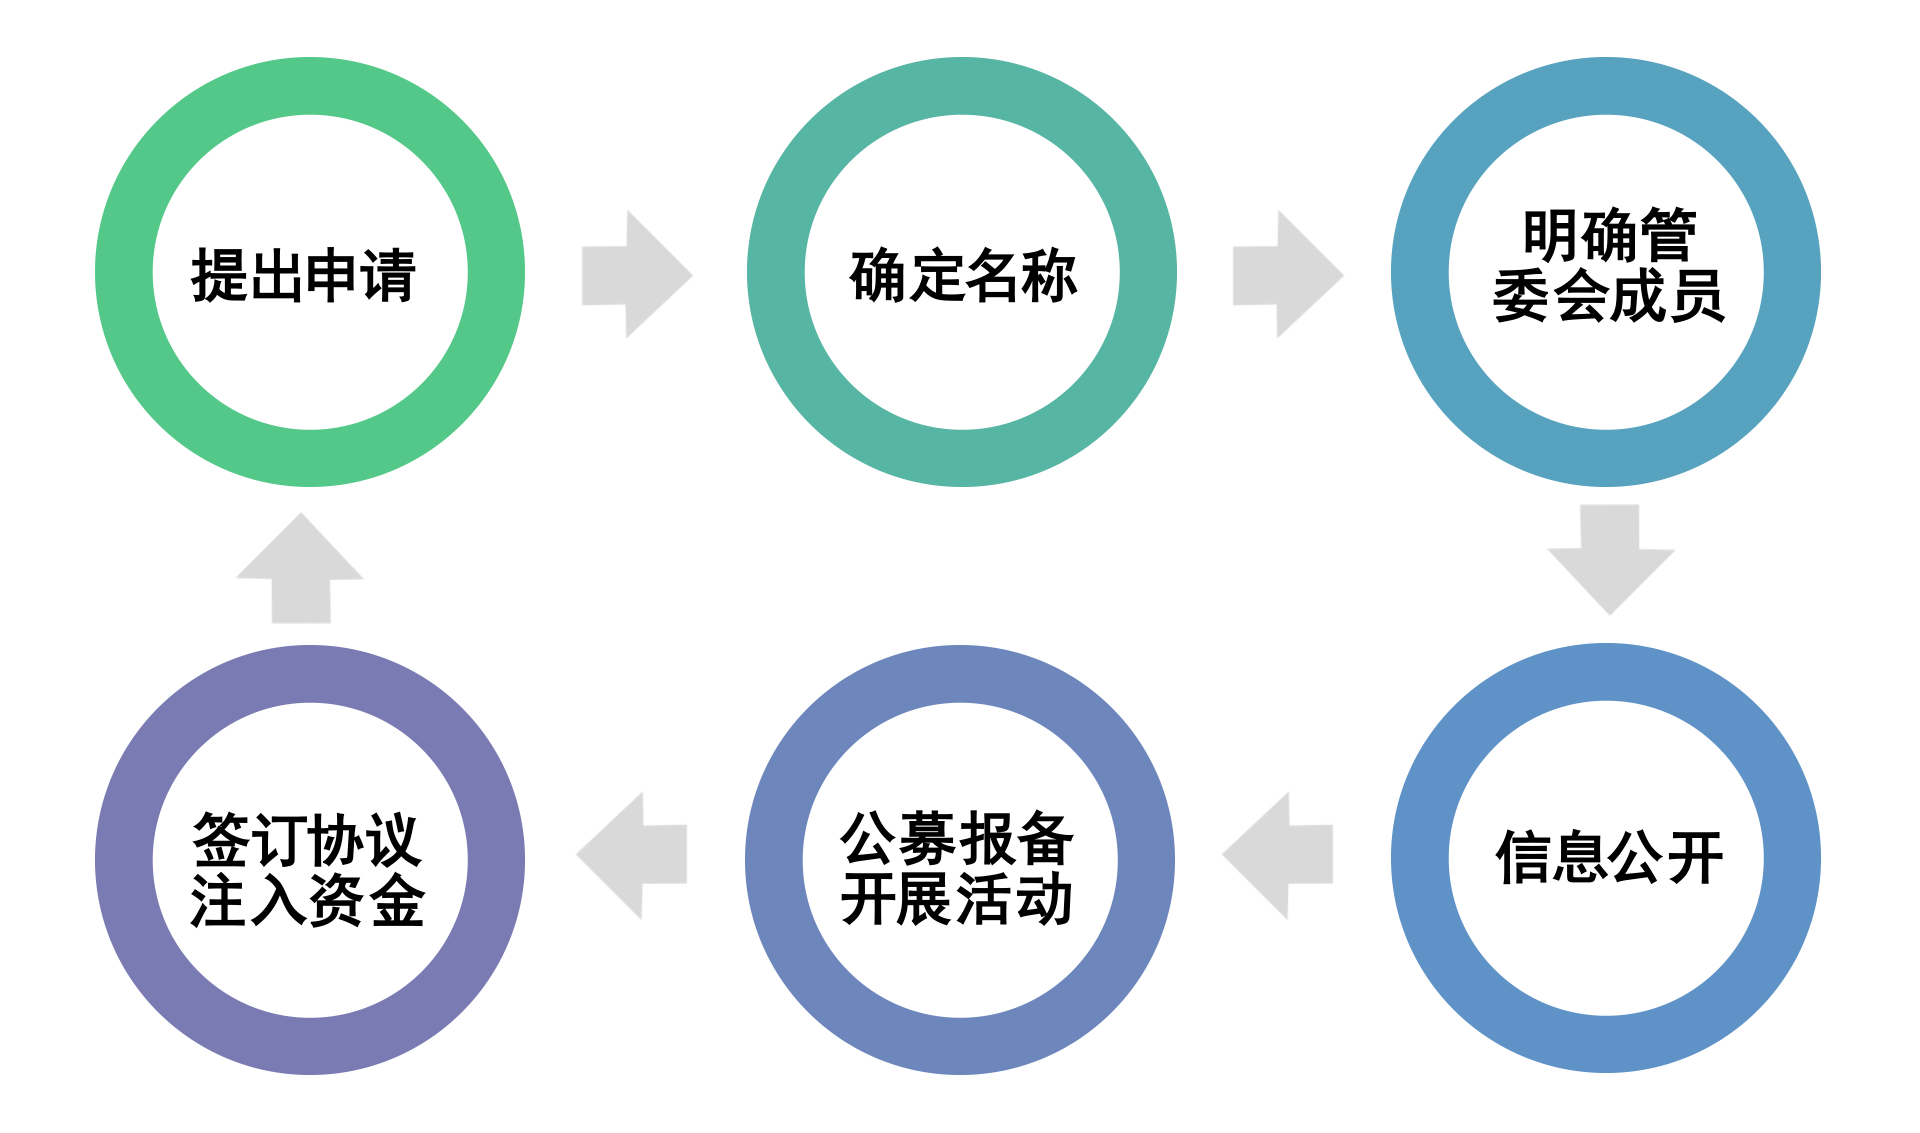 提出申请
确定名称
明确管
委会成员
信息公开
公募报备
开展活动
签订协议
注入资金